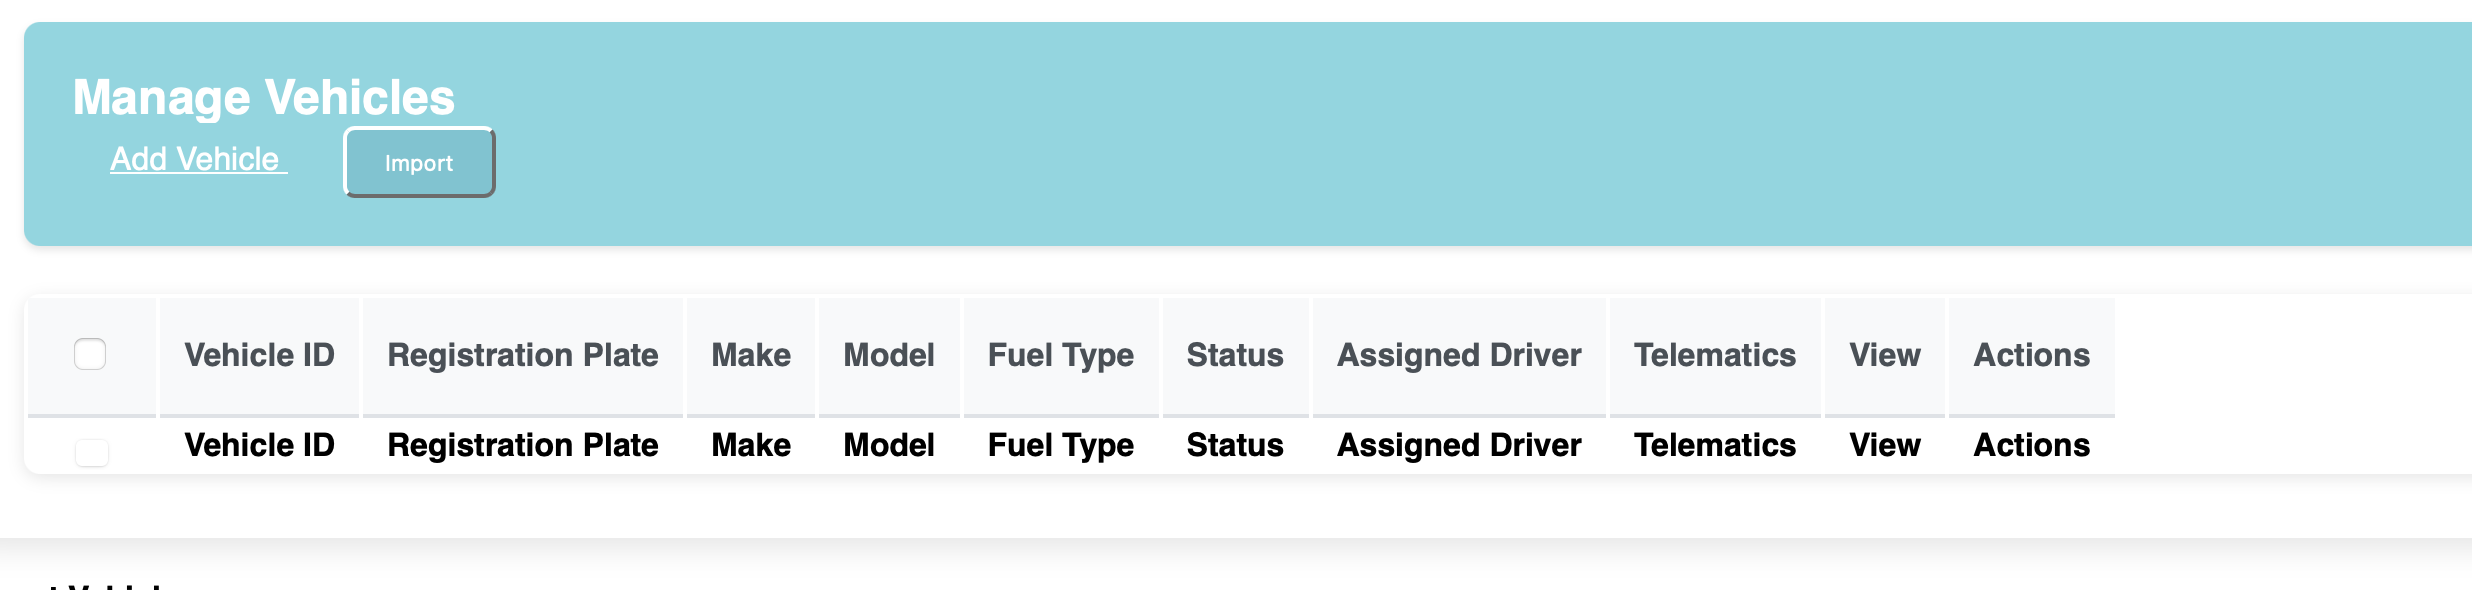 Manage Vehicles
Add Vehicle Import
Vehicle ID Registration Plate Make Model Fuel Type Status Assigned Driver Telematics View Actions
Vehicle ID Registration Plate Make Model Fuel Type Status Assigned Driver Telematics View Actions